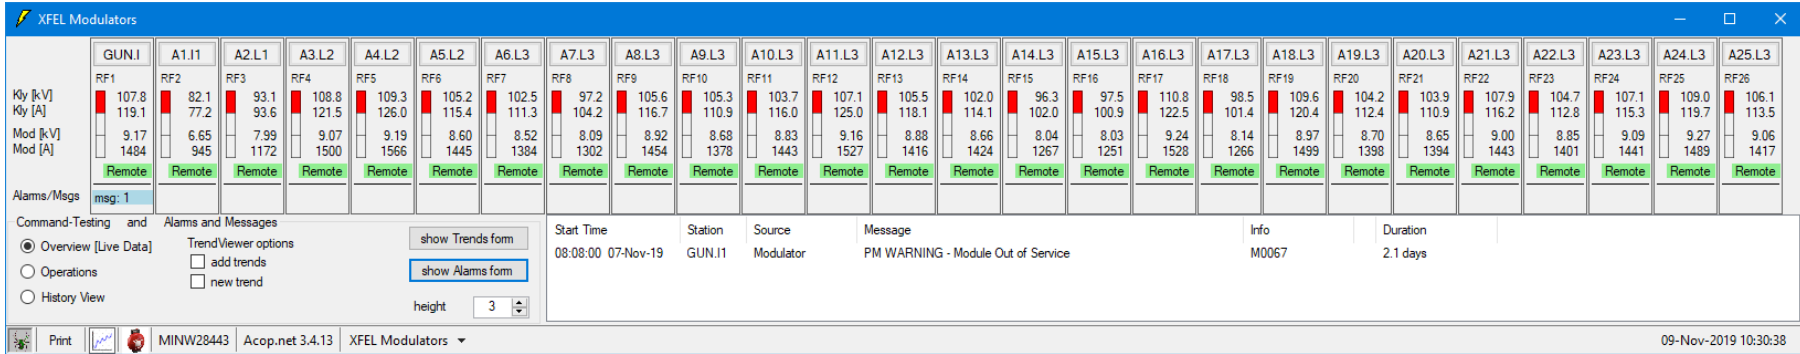 XFEL Modulators
GUN.I A1.I1 A2.L1 A3.L2 A4.L2 A5.L2 A6.L3 A7.L3 A8.L3 A9.L3 A10.L3 A11.L3 A12.L3 A13.L3 A14.L3 A15.L3 A16.L3 A17.L3 A18.L3 A19.L3 A20.L3 A21.L3 A22.L3 A23.L3 A24.L3 A25.L3
RF1 RF2 RF3 RF4 RF5 RF6 RF7 RF8 RF9 RF10 RF11 RF12 RF13 RF14 RF15 RF16 RF17 RF18 RF19 RF20 RF21 RF22 RF23 RF24 RF25 RF26
Kly [kV] 107.8 82.1 93.1 108.8 109.3 105.2 102.5 97.2 105.6 105.3 103.7 107.1 105.5 102.0 96.3 97.5 110.8 98.5 109.6 104.2 103.9 107.9 104.7 107.1 109.0 106.1
Kly [A] 119.1 77.2 93.6 121.5 126.0 115.4 111.3 104.2 116.7 110.9 116.0 125.0 118.1 114.1 102.0 100.9 122.5 101.4 120.4 112.4 110.9 116.2 112.8 115.3 119.7 113.5
Mod [kV] 9.17 6.65 7.99 9.07 9.19 8.60 8.52 8.09 8.92 8.68 8.83 9.16 8.88 8.66 8.04 8.03 9.24 8.14 8.97 8.70 8.65 9.00 8.85 9.09 9.27 9.06
Mod [A] 1484 945 1172 1500 1566 1445 1384 1302 1454 1378 1443 1527 1416 1424 1267 1251 1528 1266 1499 1398 1394 1443 1401 1441 1489 1417
Remote Remote Remote Remote Remote Remote Remote Remote Remote Remote Remote Remote Remote Remote Remote Remote Remote Remote Remote Remote Remote Remote Remote Remote Remote Remote
Alarms/Msgs msg: 1
Command-Testing and Alarms and Messages
Overview [Live Data]
Operations
History View
TrendViewer options
add trends
new trend
show Trends form
show Alarms form
height 3
Start Time Station Source Message Info Duration
08:08:00 07-Nov-19 GUN.I1 Modulator PM WARNING - Module Out of Service M0067 2.1 days
Print MINW28443 Acop.net 3.4.13 XFEL Modulators 09-Nov-2019 10:30:38